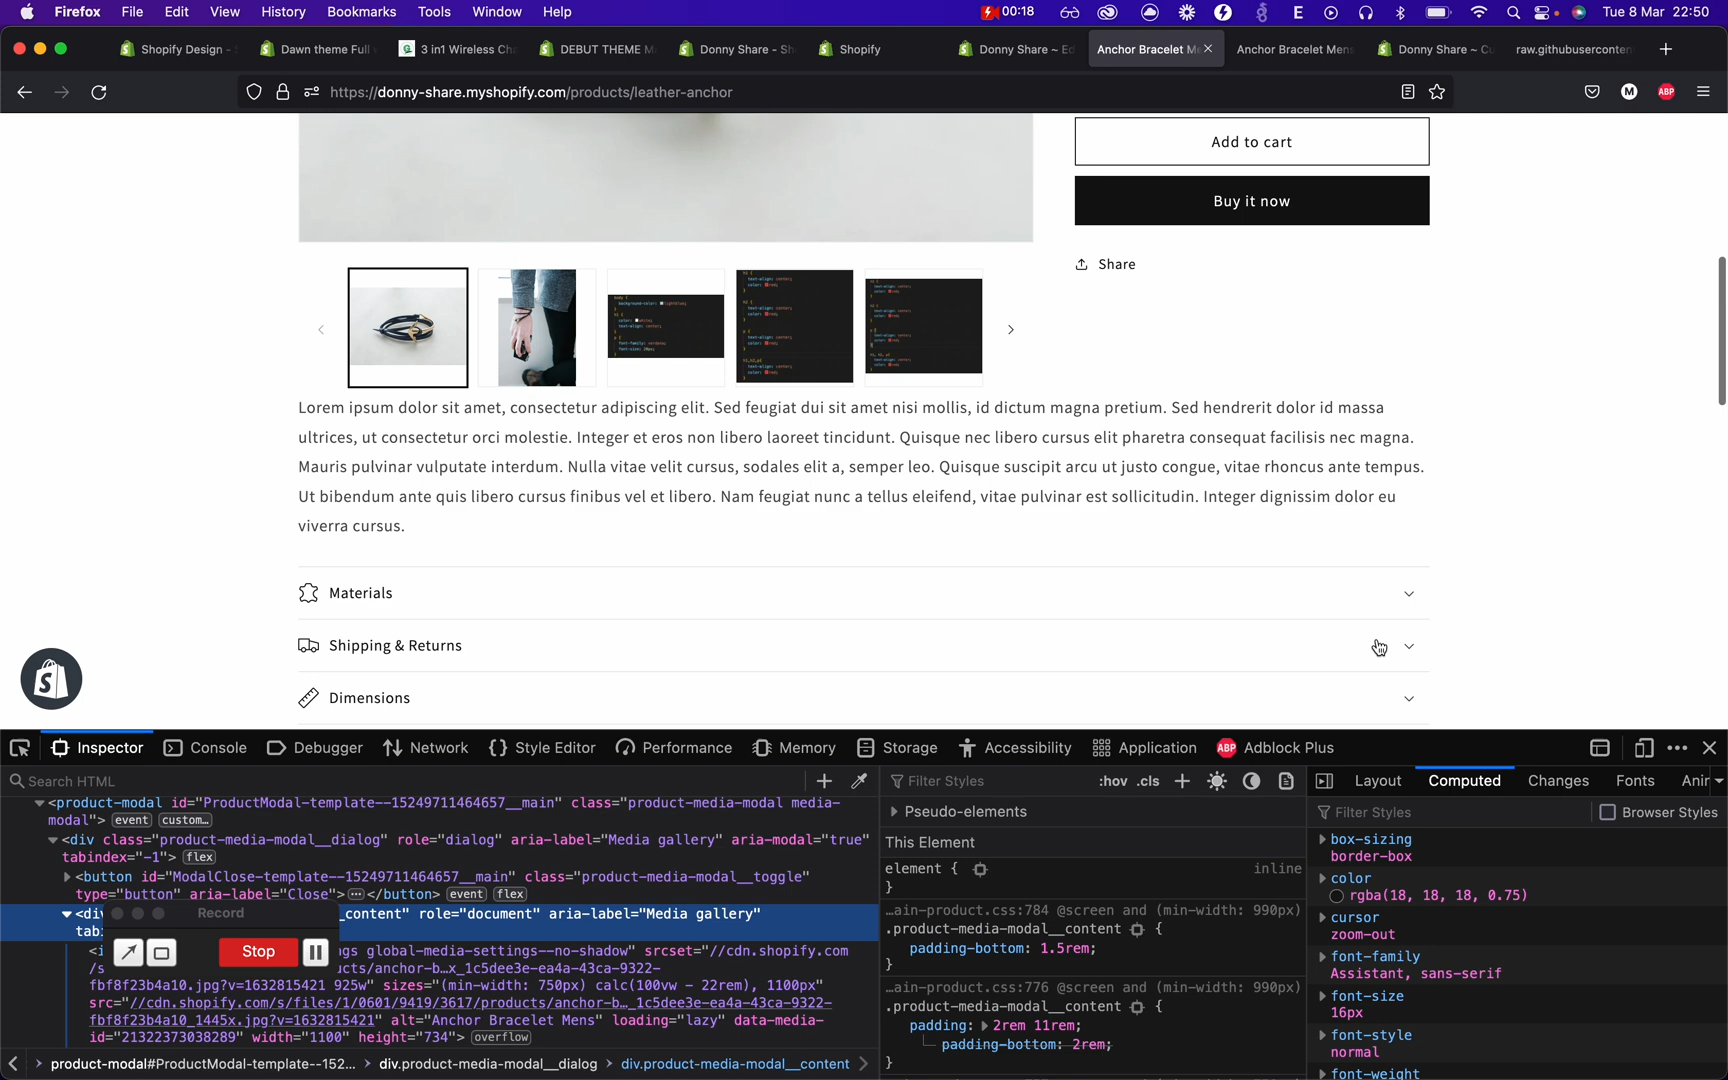 Firefox File Edit View History Bookmarks Tools Window Help 00:18 E Tue 8 Mar 22:50
Shopify Design - Dawn theme Full 3 in1 Wireless Ch DEBUT THEME M Donny Share - Sh Shopify Donny Share ~ Ed Anchor Bracelet Me Anchor Bracelet Mens Donny Share ~ Cu raw.githubuserconten
https://donny-share.myshopify.com/products/leather-anchor M ABP
Add to cart
Buy it now
Share
Lorem ipsum dolor sit amet, consectetur adipiscing elit. Sed feugiat dui sit amet nisi mollis, id dictum magna pretium. Sed hendrerit dolor id massa
ultrices, ut consectetur orci molestie. Integer et eros non libero laoreet tincidunt. Quisque nec libero cursus elit pharetra consequat facilisis nec magna.
Mauris pulvinar vulputate interdum. Nulla vitae velit cursus, sodales elit a, semper leo. Quisque suscipit arcu ut justo congue, vitae rhoncus ante tempus.
Ut bibendum ante quis libero cursus finibus vel et libero. Nam feugiat nunc a tellus eleifend, vitae pulvinar est sollicitudin. Integer dignissim dolor eu
viverra cursus.
Materials
Shipping & Returns
Dimensions
Inspector Console Debugger Network {} Style Editor Performance Memory Storage Accessibility Application ABP Adblock Plus
Search HTML
<product-modal id="ProductModal-template--15249711464657__main" class="product-media-modal media-
modal"> event custom…
<div class="product-media-modal__dialog" role="dialog" aria-label="Media gallery" aria-modal="true"
tabindex="-1"> flex
<button id="ModalClose-template--15249711464657__main" class="product-media-modal__toggle"
type="button" aria-label="Close"> ⋯ </button> event flex
<div _content" role="document" aria-label="Media gallery"
tabi
Record
Stop
<i ngs global-media-settings--no-shadow" srcset="//cdn.shopify.com
/s ucts/anchor-b…x_1c5dee3e-ea4a-43ca-9322-
fbf8f23b4a10.jpg?v=1632815421 925w" sizes="(min-width: 750px) calc(100vw - 22rem), 1100px"
src="//cdn.shopify.com/s/files/1/0601/9419/3617/products/anchor-b…_1c5dee3e-ea4a-43ca-9322-
fbf8f23b4a10_1445x.jpg?v=1632815421" alt="Anchor Bracelet Mens" loading="lazy" data-media-
id="21322373038289" width="1100" height="734"> overflow
product-modal#ProductModal-template--152… div.product-media-modal__dialog div.product-media-modal__content
Filter Styles :hov .cls
Pseudo-elements
This Element
element { inline
}
…ain-product.css:784 @screen and (min-width: 990px)
.product-media-modal__content {
padding-bottom: 1.5rem;
}
…ain-product.css:776 @screen and (min-width: 990px)
.product-media-modal__content {
padding: 2rem 11rem;
padding-bottom: 2rem;
}
Layout Computed Changes Fonts Ani
Filter Styles Browser Styles
box-sizing
border-box
color
rgba(18, 18, 18, 0.75)
cursor
zoom-out
font-family
Assistant, sans-serif
font-size
16px
font-style
normal
font-weight